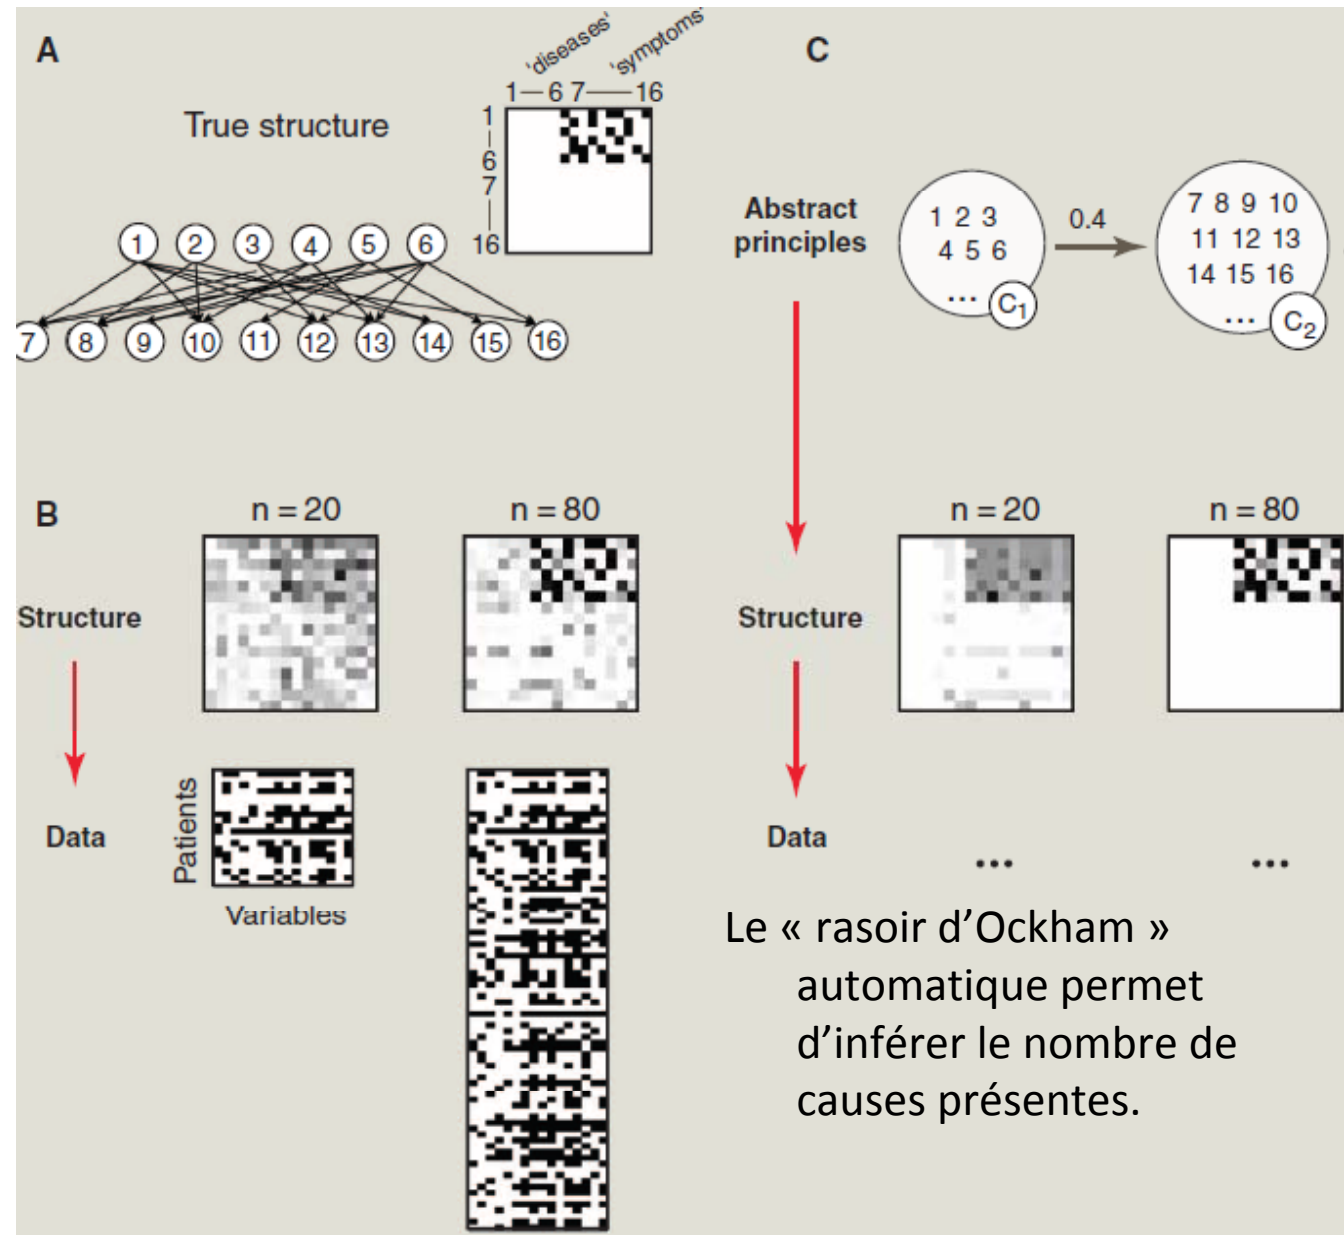 A
'diseases'
'symptoms'
1—6 7——16
True structure
1
6
7
16
1 2 3 4 5 6
7 8 9 10 11 12 13 14 15 16
B
n = 20
n = 80
Structure
Data
Patients
Variables
C
Abstract
principles
1 2 3
4 5 6
...
C1
0.4
7 8 9 10
11 12 13
14 15 16
...
C2
n = 20
n = 80
Structure
Data
...
...
Le « rasoir d’Ockham »
automatique permet
d’inférer le nombre de
causes présentes.